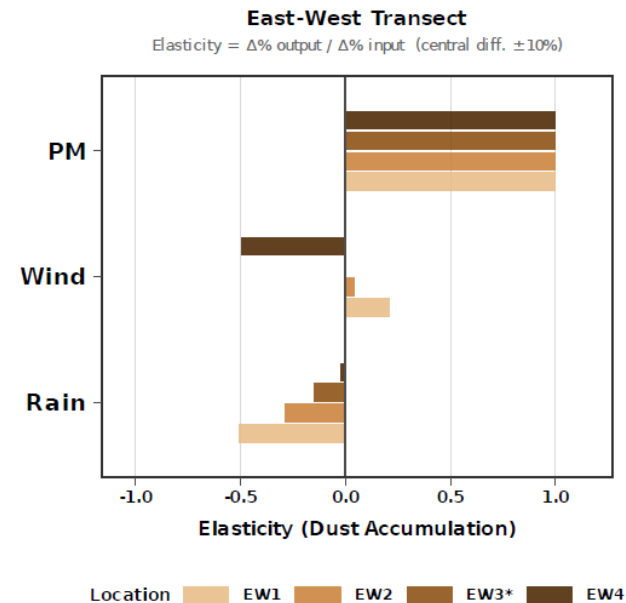 East-West Transect
Elasticity = Δ% output / Δ% input (central diff. ±10%)
PM
Wind
Rain
-1.0 -0.5 0.0 0.5 1.0
Elasticity (Dust Accumulation)
Location EW1 EW2 EW3* EW4